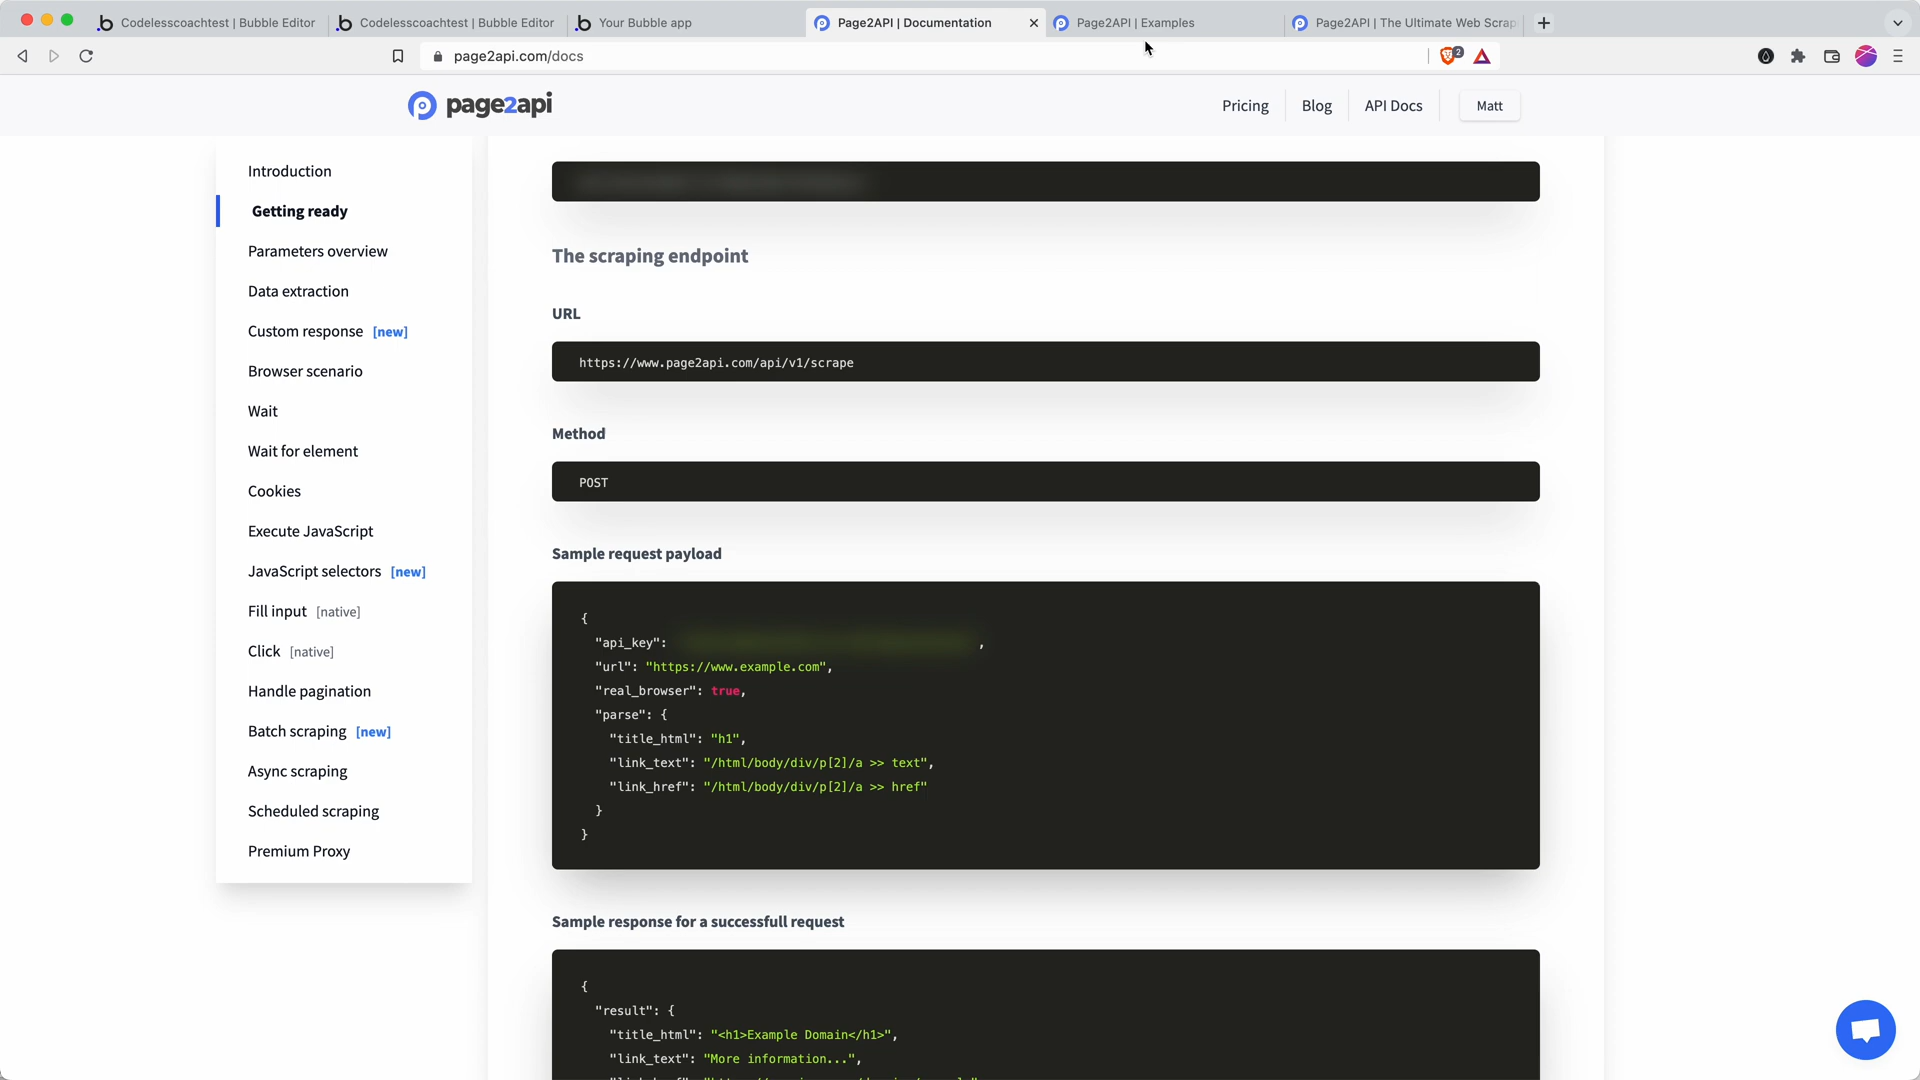 Codelesscoachtest | Bubble Editor
Codelesscoachtest | Bubble Editor
Your Bubble app
Page2API | Documentation
Page2API | Examples
Page2API | The Ultimate Web Scrap
page2api.com/docs
2
page2api
Pricing
Blog
API Docs
Matt
Introduction
Getting ready
Parameters overview
Data extraction
Custom response [new]
Browser scenario
Wait
Wait for element
Cookies
Execute JavaScript
JavaScript selectors [new]
Fill input [native]
Click [native]
Handle pagination
Batch scraping [new]
Async scraping
Scheduled scraping
Premium Proxy
The scraping endpoint
URL
https://www.page2api.com/api/v1/scrape
Method
POST
Sample request payload
{
"api_key": ,
"url": "https://www.example.com",
"real_browser": true,
"parse": {
"title_html": "h1",
"link_text": "/html/body/div/p[2]/a >> text",
"link_href": "/html/body/div/p[2]/a >> href"
}
}
Sample response for a successfull request
{
"result": {
"title_html": "<h1>Example Domain</h1>",
"link_text": "More information...",